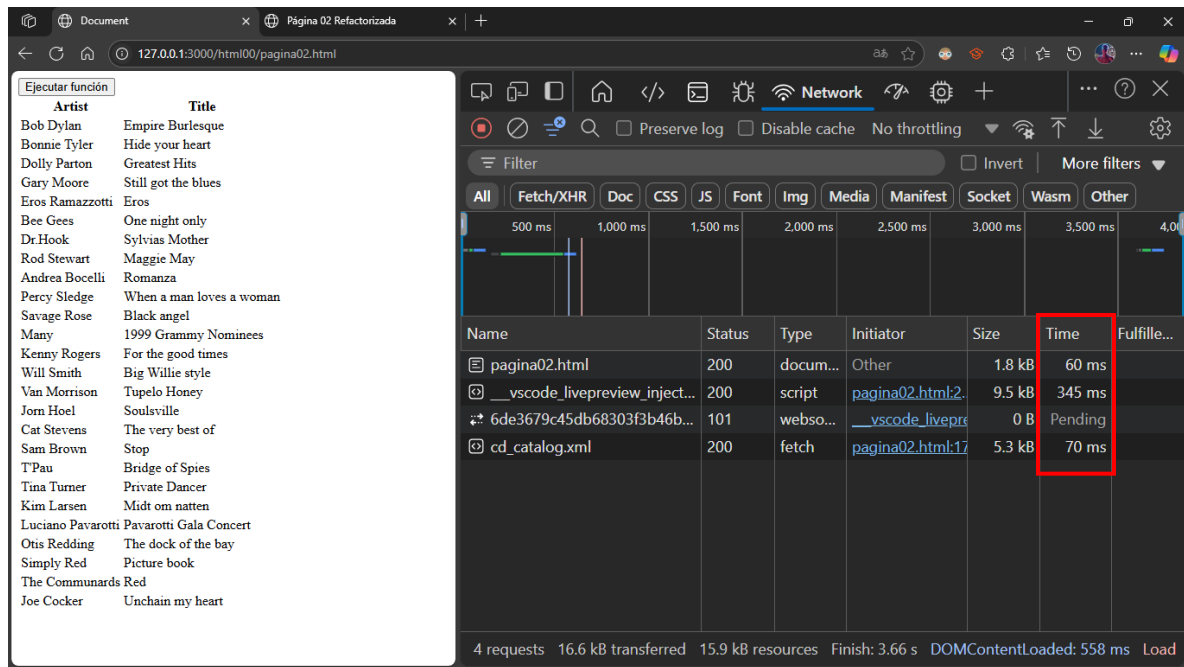 Document
Página 02 Refactorizada
127.0.0.1:3000/html00/pagina02.html
Ejecutar función
Artist Title
Bob Dylan Empire Burlesque
Bonnie Tyler Hide your heart
Dolly Parton Greatest Hits
Gary Moore Still got the blues
Eros Ramazzotti Eros
Bee Gees One night only
Dr.Hook Sylvias Mother
Rod Stewart Maggie May
Andrea Bocelli Romanza
Percy Sledge When a man loves a woman
Savage Rose Black angel
Many 1999 Grammy Nominees
Kenny Rogers For the good times
Will Smith Big Willie style
Van Morrison Tupelo Honey
Jorn Hoel Soulsville
Cat Stevens The very best of
Sam Brown Stop
T'Pau Bridge of Spies
Tina Turner Private Dancer
Kim Larsen Midt om natten
Luciano Pavarotti Pavarotti Gala Concert
Otis Redding The dock of the bay
Simply Red Picture book
The Communards Red
Joe Cocker Unchain my heart
Network
Preserve log Disable cache No throttling
Filter Invert More filters
All Fetch/XHR Doc CSS JS Font Img Media Manifest Socket Wasm Other
500 ms 1,000 ms 1,500 ms 2,000 ms 2,500 ms 3,000 ms 3,500 ms 4,00
Name Status Type Initiator Size Time Fulfille...
pagina02.html 200 docum... Other 1.8 kB 60 ms
__vscode_livepreview_inject... 200 script pagina02.html:2. 9.5 kB 345 ms
6de3679c45db68303f3b46b... 101 webso... __vscode_livepre 0 B Pending
cd_catalog.xml 200 fetch pagina02.html:17 5.3 kB 70 ms
4 requests 16.6 kB transferred 15.9 kB resources Finish: 3.66 s DOMContentLoaded: 558 ms Load